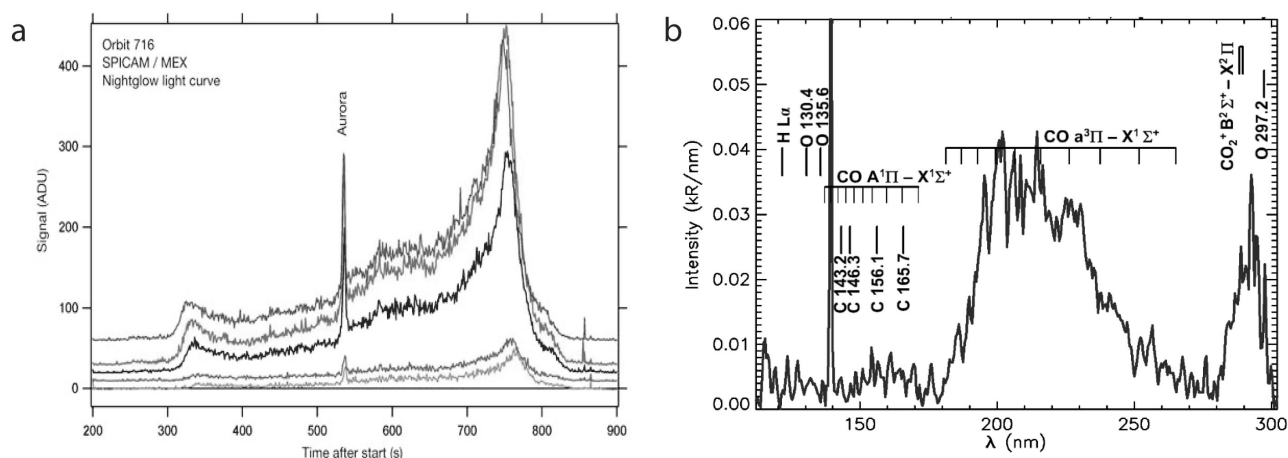 a
Orbit 716
SPICAM / MEX
Nightglow light curve
Aurora
Signal (ADU)
400
300
200
100
0
200 300 400 500 600 700 800 900
Time after start (s)
b
Intensity (kR/nm)
0.06
0.05
0.04
0.03
0.02
0.01
0.00
H Lα
O 130.4
O 135.6
CO A¹Π – X¹Σ⁺
C 143.2
C 146.3
C 156.1
C 165.7
CO a³Π – X¹Σ⁺
CO₂⁺ B²Σ⁺ – X²Π
O 297.2
150 200 250 300
λ (nm)